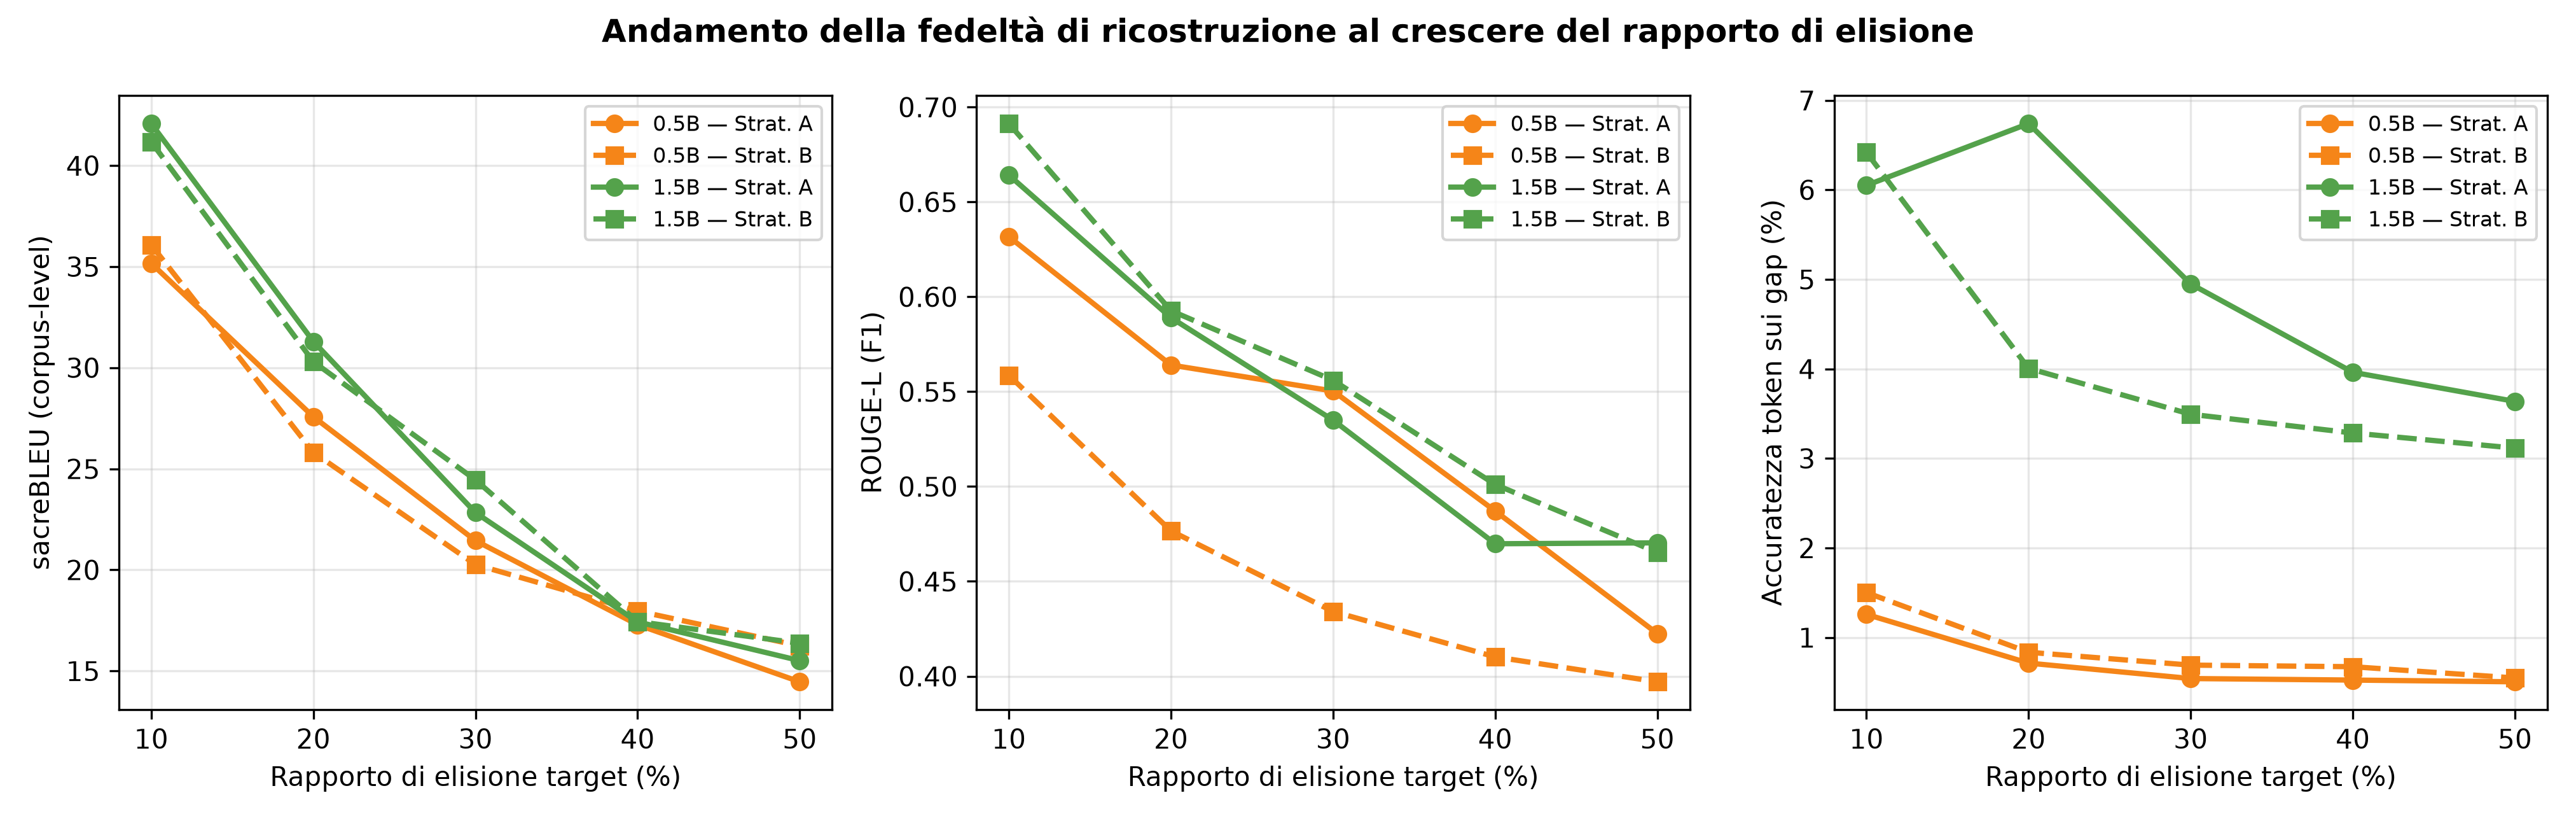 Andamento della fedeltà di ricostruzione al crescere del rapporto di elisione
sacreBLEU (corpus-level)
40
35
30
25
20
15
0.5B — Strat. A
0.5B — Strat. B
1.5B — Strat. A
1.5B — Strat. B
10 20 30 40 50
Rapporto di elisione target (%)
ROUGE-L (F1)
0.70
0.65
0.60
0.55
0.50
0.45
0.40
0.5B — Strat. A
0.5B — Strat. B
1.5B — Strat. A
1.5B — Strat. B
10 20 30 40 50
Rapporto di elisione target (%)
Accuratezza token sui gap (%)
7
6
5
4
3
2
1
0.5B — Strat. A
0.5B — Strat. B
1.5B — Strat. A
1.5B — Strat. B
10 20 30 40 50
Rapporto di elisione target (%)